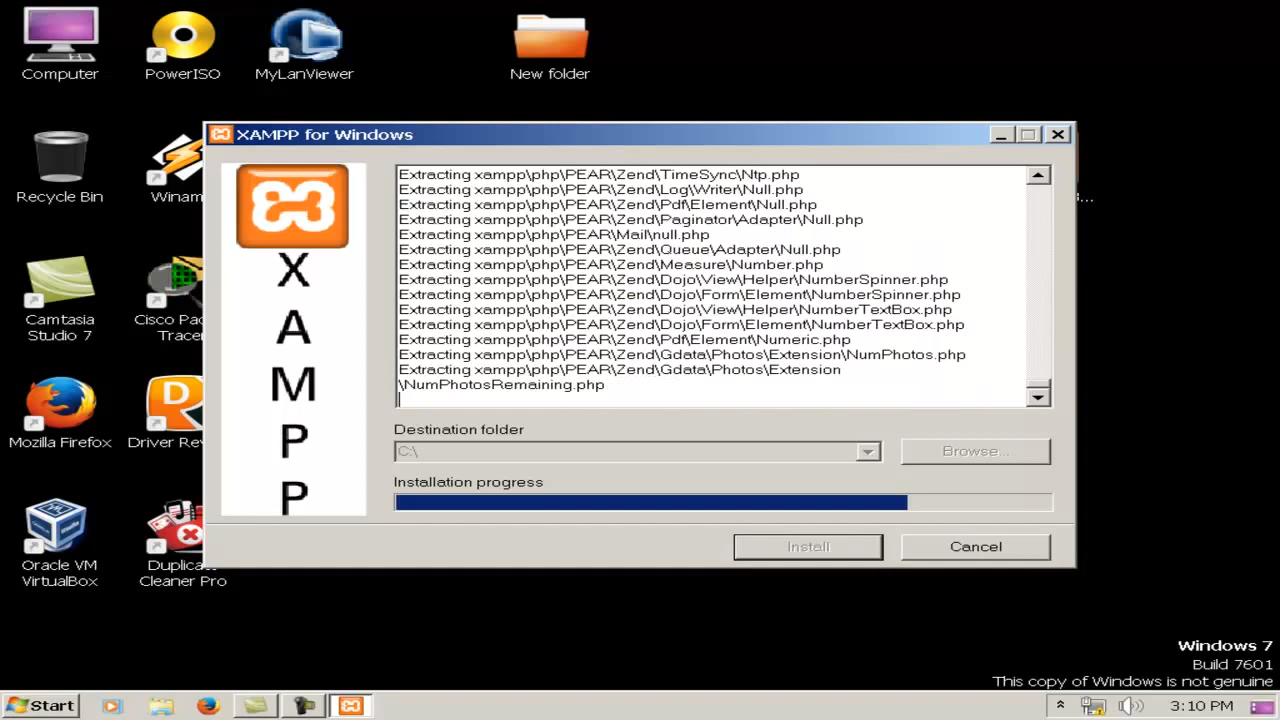 Computer
PowerISO
MyLanViewer
New folder
Recycle Bin
Winam
...
Camtasia
Studio 7
Cisco Pac
Tracer
Mozilla Firefox
Driver Rev
Oracle VM
VirtualBox
Duplicat
Cleaner Pro
XAMPP for Windows
X
A
M
P
P
Extracting xampp\php\PEAR\Zend\TimeSync\Ntp.php
Extracting xampp\php\PEAR\Zend\Log\Writer\Null.php
Extracting xampp\php\PEAR\Zend\Pdf\Element\Null.php
Extracting xampp\php\PEAR\Zend\Paginator\Adapter\Null.php
Extracting xampp\php\PEAR\Mail\null.php
Extracting xampp\php\PEAR\Zend\Queue\Adapter\Null.php
Extracting xampp\php\PEAR\Zend\Measure\Number.php
Extracting xampp\php\PEAR\Zend\Dojo\View\Helper\NumberSpinner.php
Extracting xampp\php\PEAR\Zend\Dojo\Form\Element\NumberSpinner.php
Extracting xampp\php\PEAR\Zend\Dojo\View\Helper\NumberTextBox.php
Extracting xampp\php\PEAR\Zend\Dojo\Form\Element\NumberTextBox.php
Extracting xampp\php\PEAR\Zend\Pdf\Element\Numeric.php
Extracting xampp\php\PEAR\Zend\Gdata\Photos\Extension\NumPhotos.php
Extracting xampp\php\PEAR\Zend\Gdata\Photos\Extension
\NumPhotosRemaining.php
Destination folder
C:\
Browse...
Installation progress
Install
Cancel
Windows 7
Build 7601
This copy of Windows is not genuine
Start
3:10 PM